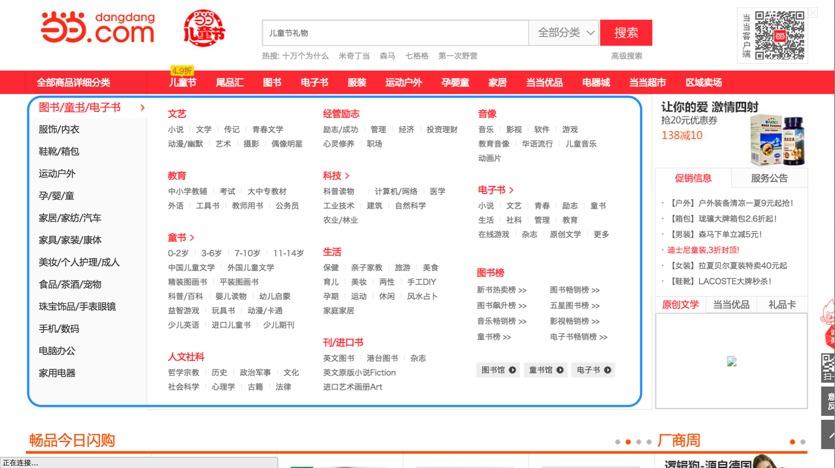 dangdang
当当.com
儿童节
儿童节礼物
全部分类
搜索
热搜: 十万个为什么 米奇丁当 森马 七格格 第一次野营
高级搜索
当当客户端
全部商品详细分类
4.9折
儿童节 尾品汇 图书 电子书 服装 运动户外 孕婴童 家居 当当优品 电器城 当当超市 区域卖场
图书/童书/电子书
服饰/内衣
鞋靴/箱包
运动户外
孕/婴/童
家居/家纺/汽车
家具/家装/康体
美妆/个人护理/成人
食品/茶酒/宠物
珠宝饰品/手表眼镜
手机/数码
电脑办公
家用电器
文艺
小说 文学 传记 青春文学
动漫/幽默 艺术 摄影 偶像明星
教育
中小学教辅 考试 大中专教材
外语 工具书 教师用书 公务员
童书 >
0-2岁 3-6岁 7-10岁 11-14岁
中国儿童文学 外国儿童文学
精装图画书 平装图画书
科普/百科 婴儿读物 幼儿启蒙
益智游戏 玩具书 动漫/卡通
少儿英语 进口儿童书 少儿期刊
人文社科
哲学宗教 历史 政治军事 文化
社会科学 心理学 古籍 法律
经管励志
励志/成功 管理 经济 投资理财
心灵修养 职场
科技 >
科普读物 计算机/网络 医学
工业技术 建筑 自然科学
农业/林业
生活
保健 亲子家教 旅游 美食
育儿 美妆 两性 手工DIY
孕期 运动 休闲 风水占卜
家庭家居
刊/进口书
英文图书 港台图书 杂志
英文原版小说Fiction
进口艺术画册Art
音像
音乐 影视 软件 游戏
教育音像 华语流行 儿童音乐
动画片
电子书 >
小说 文艺 青春 励志 童书
生活 社科 管理 教育
在线游戏 杂志 原创文学 更多
图书榜
新书热卖榜 >> 图书畅销榜 >>
图书飙升榜 >> 五星图书榜 >>
音乐畅销榜 >> 影视畅销榜 >>
童书榜 >> 电子书畅销榜 >>
图书馆 童书馆 电子书
让你的爱 激情四射
抢20元优惠券
138减10
促销信息 服务公告
· 【户外】户外装备清凉一夏9元起抢!
· 【箱包】珑骧大牌箱包2.6折起!
· 【男装】森马下单立减5元!
· 迪士尼童装,3折封顶!
· 【女装】拉夏贝尔夏装特卖40元起
· 【鞋靴】LACOSTE大牌秒杀!
原创文学 当当优品 礼品卡
扫一
意
反
畅品今日闪购
厂商周
正在连接...
逻辑狗-源自德国